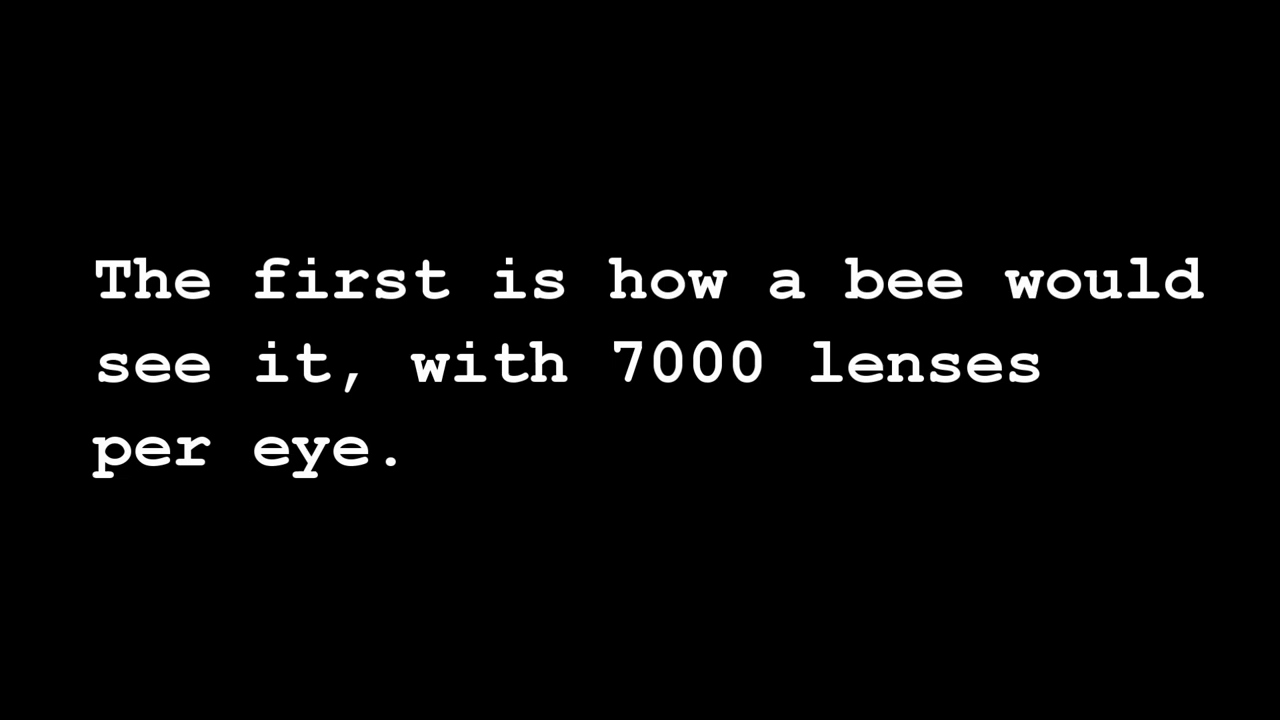 The first is how a bee would
see it, with 7000 lenses
per eye.